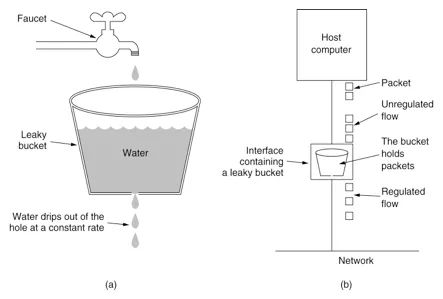 Faucet
Leaky
bucket
Water
Water drips out of the
hole at a constant rate
(a)
Host
computer
Packet
Unregulated
flow
Interface
containing
a leaky bucket
The bucket
holds
packets
Regulated
flow
Network
(b)